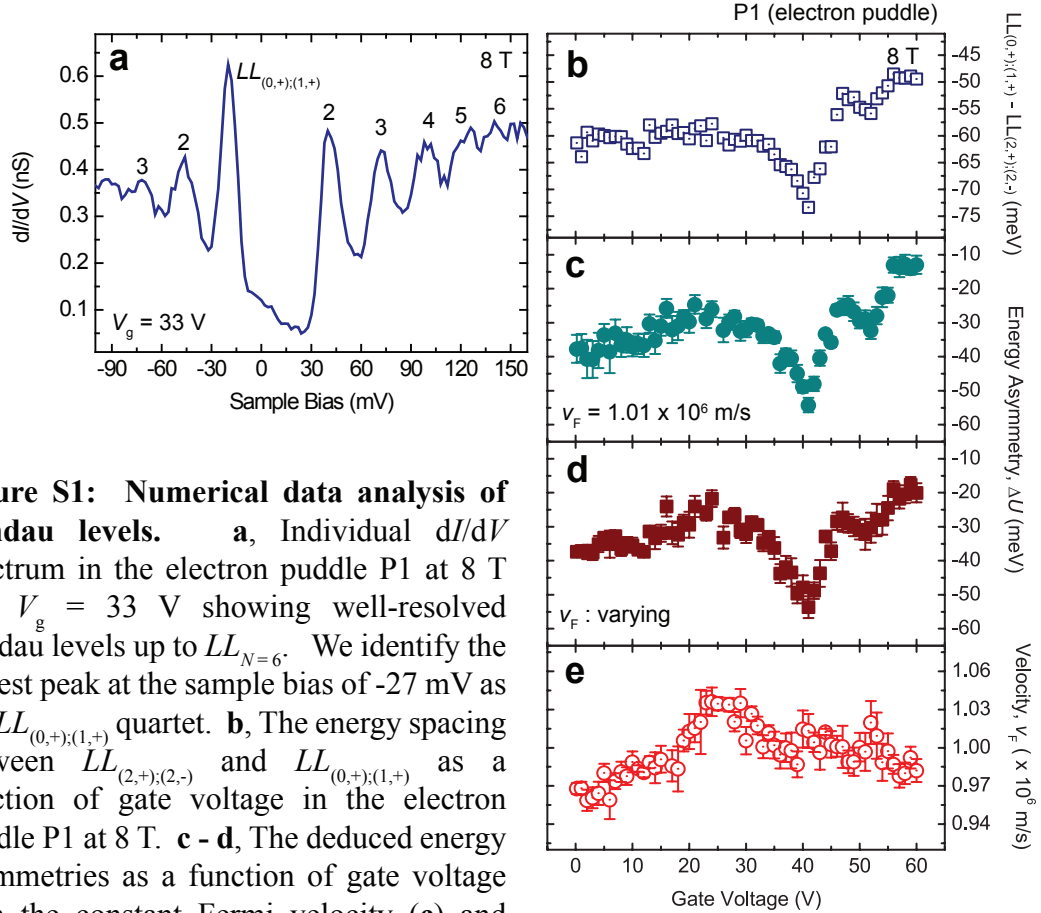 P1 (electron puddle)
a
LL(0,+);(1,+)
8 T
3
2
2
3
4
5
6
0.6
0.5
0.4
0.3
0.2
0.1
dI/dV (nS)
Vg = 33 V
-90 -60 -30 0 30 60 90 120 150
Sample Bias (mV)
b
8 T
-45
-50
-55
-60
-65
-70
-75
LL(0,+);(1,+) - LL(2,+);(2,-) (meV)
c
vF = 1.01 x 10⁶ m/s
-10
-20
-30
-40
-50
-60
Energy Asymmetry, ΔU (meV)
d
vF : varying
-10
-20
-30
-40
-50
-60
e
1.06
1.03
1.00
0.97
0.94
Velocity, vF ( x 10⁶ m/s)
0 10 20 30 40 50 60
Gate Voltage (V)
ure S1: Numerical data analysis of
dau levels. a, Individual dI/dV
ctrum in the electron puddle P1 at 8 T
Vg = 33 V showing well-resolved
dau levels up to LLN=6. We identify the
est peak at the sample bias of -27 mV as
LL(0,+);(1,+) quartet. b, The energy spacing
ween LL(2,+);(2,-) and LL(0,+);(1,+) as a
ction of gate voltage in the electron
dle P1 at 8 T. c - d, The deduced energy
mmetries as a function of gate voltage
the constant Fermi velocity (c) and